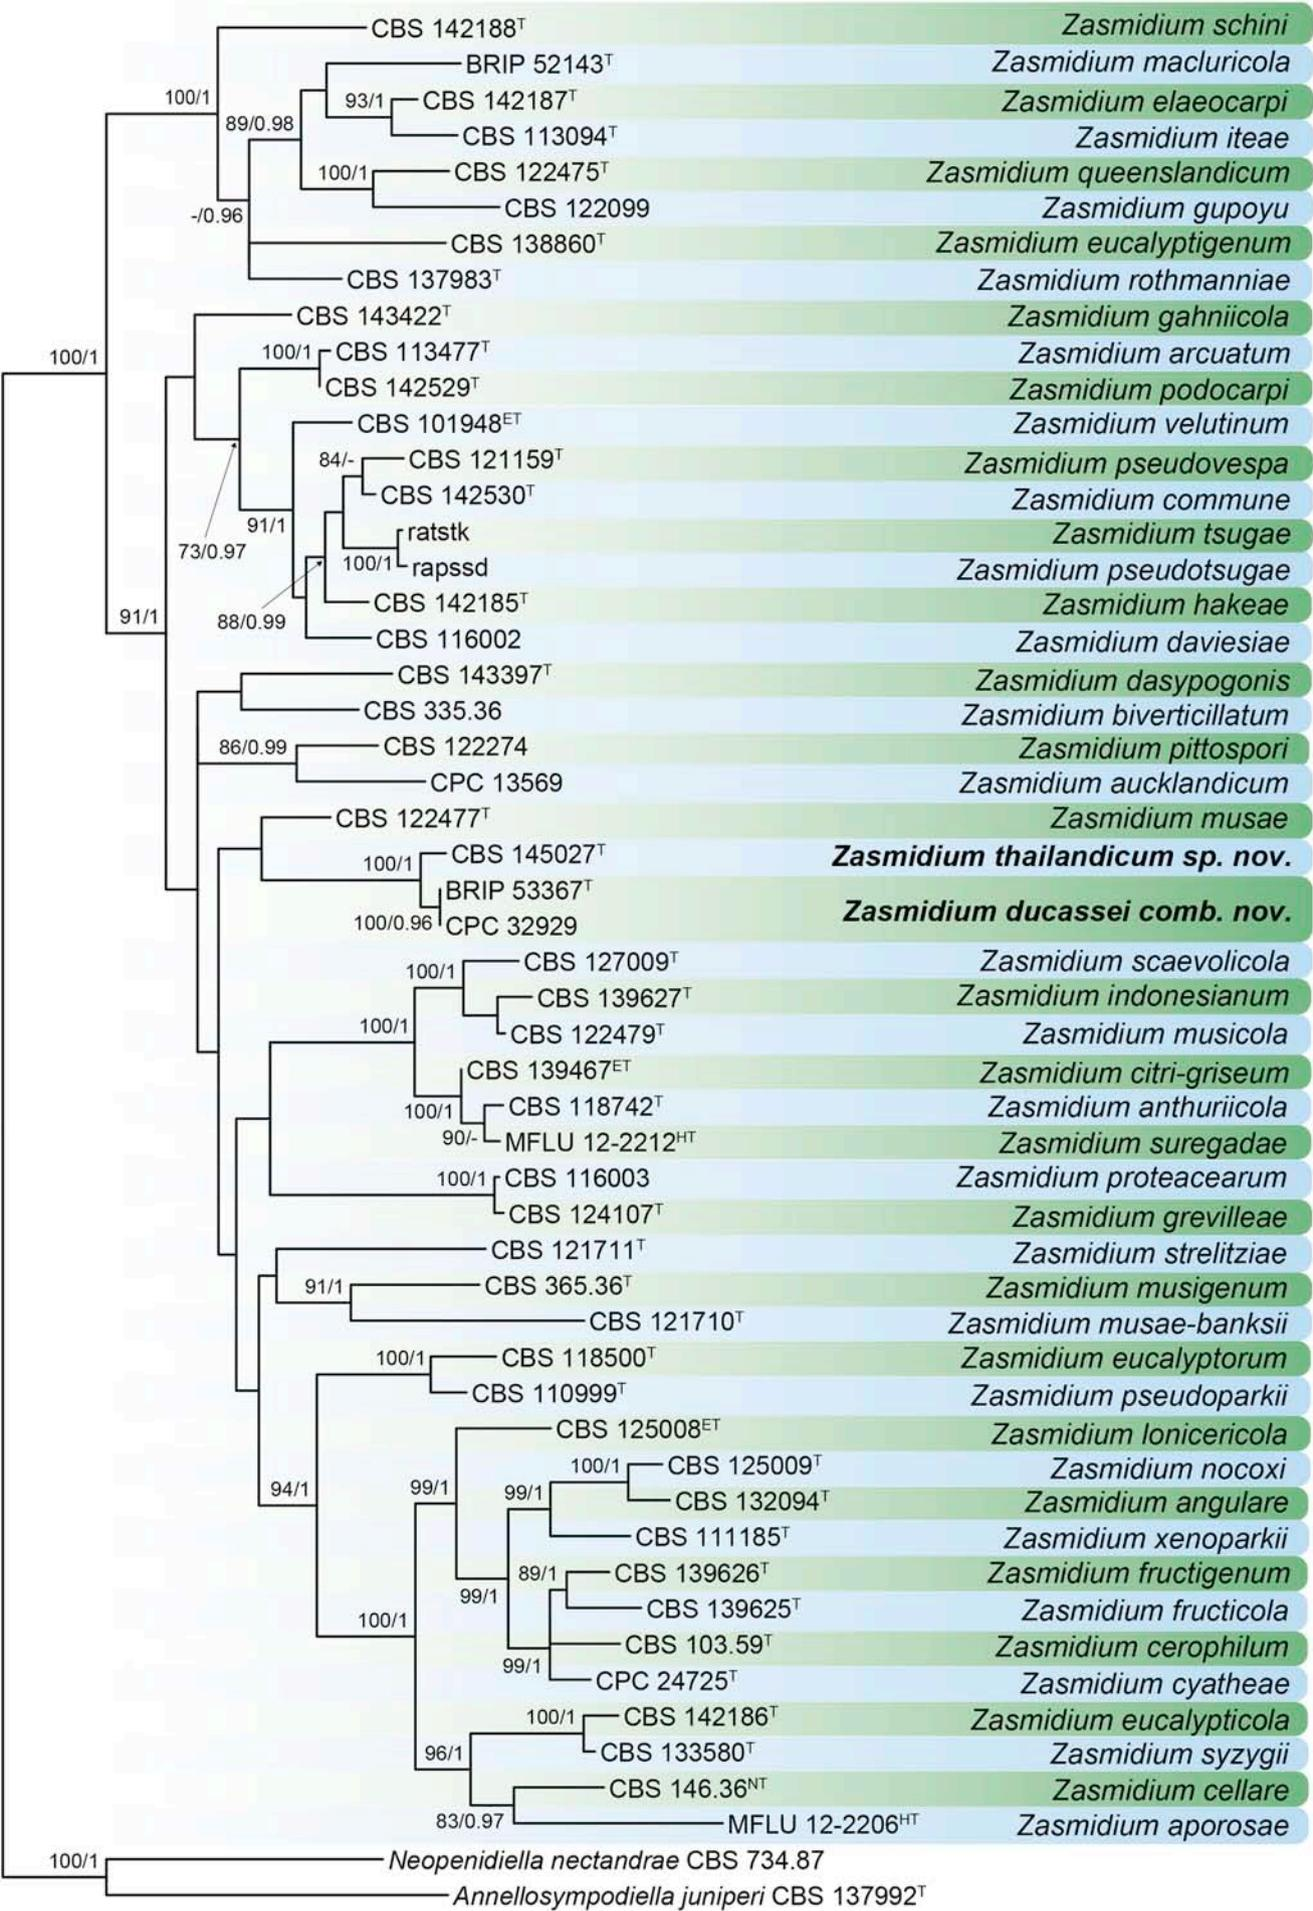 CBS 142188T Zasmidium schini
BRIP 52143T Zasmidium macluricola
100/1
93/1 CBS 142187T Zasmidium elaeocarpi
89/0.98
CBS 113094T Zasmidium iteae
100/1 CBS 122475T Zasmidium queenslandicum
CBS 122099 Zasmidium gupoyu
-/0.96
CBS 138860T Zasmidium eucalyptigenum
CBS 137983T Zasmidium rothmanniae
CBS 143422T Zasmidium gahniicola
100/1
100/1 CBS 113477T Zasmidium arcuatum
CBS 142529T Zasmidium podocarpi
CBS 101948ET Zasmidium velutinum
84/- CBS 121159T Zasmidium pseudovespa
CBS 142530T Zasmidium commune
91/1
ratstk Zasmidium tsugae
73/0.97
100/1 rapssd Zasmidium pseudotsugae
CBS 142185T Zasmidium hakeae
88/0.99
91/1
CBS 116002 Zasmidium daviesiae
CBS 143397T Zasmidium dasypogonis
CBS 335.36 Zasmidium biverticillatum
86/0.99 CBS 122274 Zasmidium pittospori
CPC 13569 Zasmidium aucklandicum
CBS 122477T Zasmidium musae
100/1 CBS 145027T Zasmidium thailandicum sp. nov.
BRIP 53367T
Zasmidium ducassei comb. nov.
100/0.96 CPC 32929
CBS 127009T Zasmidium scaevolicola
100/1
CBS 139627T Zasmidium indonesianum
100/1
CBS 122479T Zasmidium musicola
CBS 139467ET Zasmidium citri-griseum
100/1 CBS 118742T Zasmidium anthuriicola
90/- MFLU 12-2212HT Zasmidium suregadae
100/1 CBS 116003 Zasmidium proteacearum
CBS 124107T Zasmidium grevilleae
CBS 121711T Zasmidium strelitziae
91/1 CBS 365.36T Zasmidium musigenum
CBS 121710T Zasmidium musae-banksii
100/1 CBS 118500T Zasmidium eucalyptorum
CBS 110999T Zasmidium pseudoparkii
CBS 125008ET Zasmidium lonicericola
100/1 CBS 125009T Zasmidium nocoxi
94/1 99/1 99/1
CBS 132094T Zasmidium angulare
CBS 111185T Zasmidium xenoparkii
89/1 CBS 139626T Zasmidium fructigenum
99/1
CBS 139625T Zasmidium fructicola
100/1
CBS 103.59T Zasmidium cerophilum
99/1
CPC 24725T Zasmidium cyatheae
100/1 CBS 142186T Zasmidium eucalypticola
96/1 CBS 133580T Zasmidium syzygii
CBS 146.36NT Zasmidium cellare
83/0.97 MFLU 12-2206HT Zasmidium aporosae
100/1 Neopenidiella nectandrae CBS 734.87
Annellosympodiella juniperi CBS 137992T